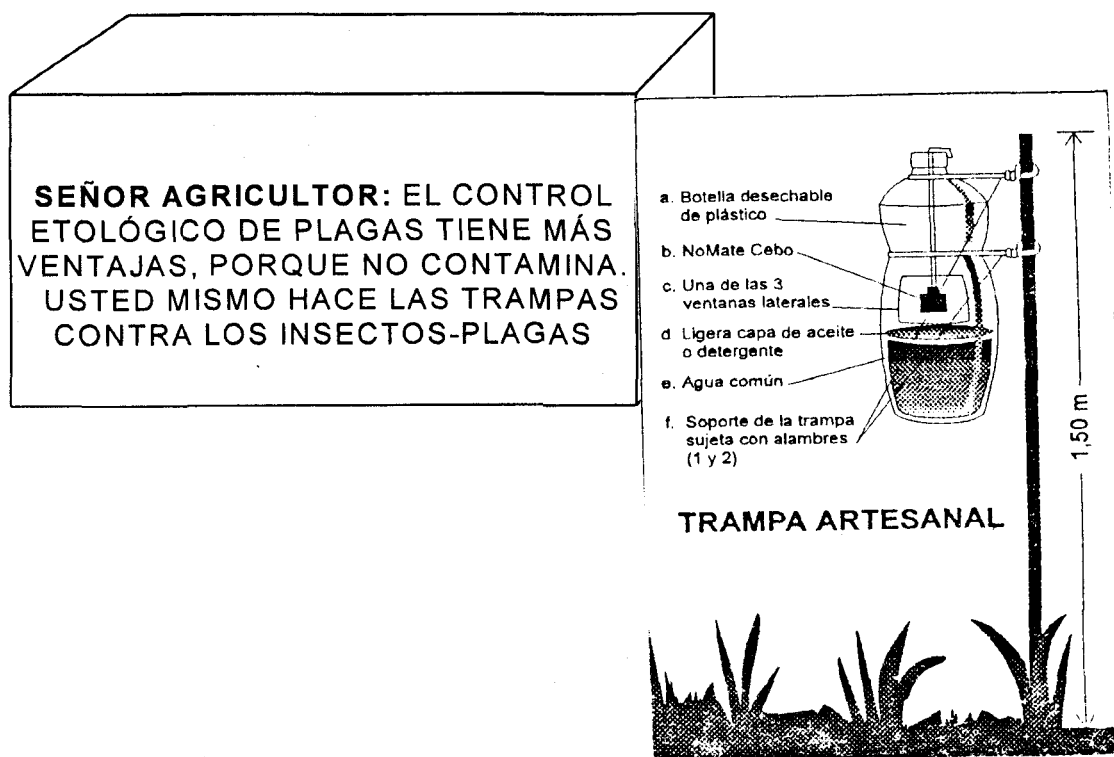 SEÑOR AGRICULTOR: EL CONTROL
ETOLÓGICO DE PLAGAS TIENE MÁS
VENTAJAS, PORQUE NO CONTAMINA.
USTED MISMO HACE LAS TRAMPAS
CONTRA LOS INSECTOS-PLAGAS
a. Botella desechable
de plástico
b. NoMate Cebo
c. Una de las 3
ventanas laterales
d Ligera capa de aceite
o detergente
e. Agua común
f. Soporte de la trampa
sujeta con alambres
(1 y 2)
1,50 m
TRAMPA ARTESANAL